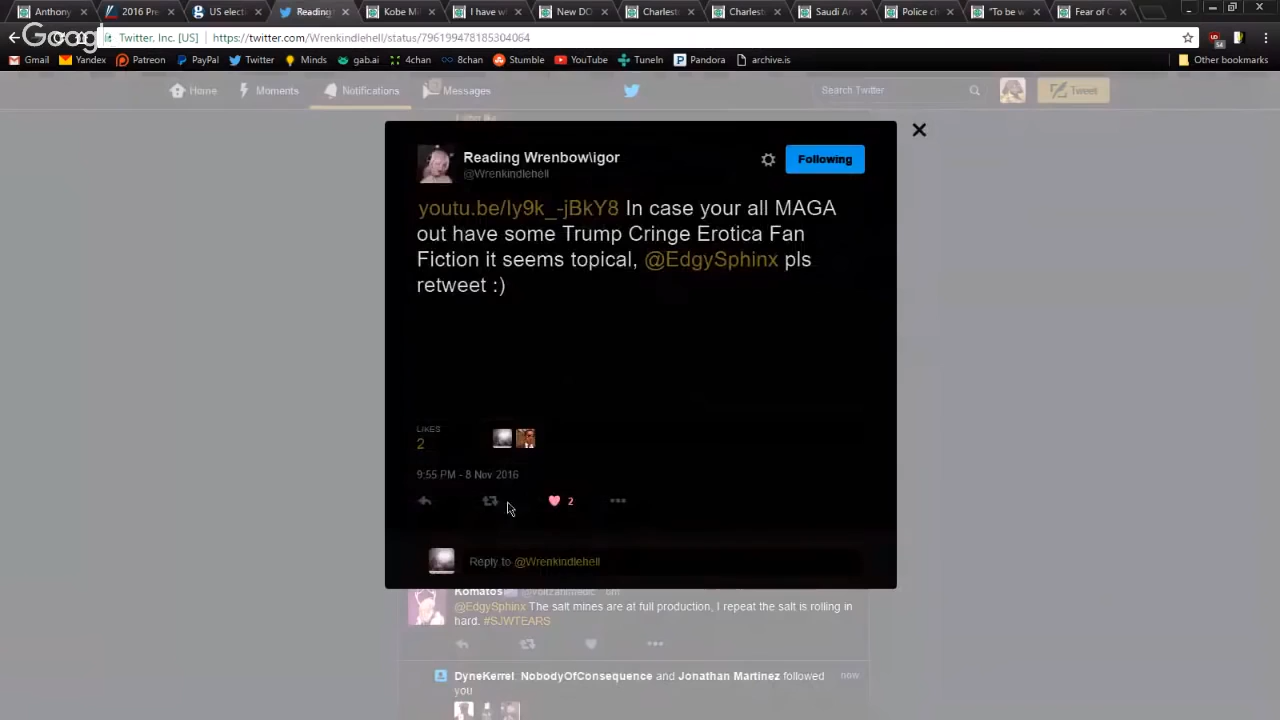 Anthony
2016 Pre
US elect
Reading
Kobe M
I have w
New DO
Charlest
Charlest
Saudi Ar
Police ch
"To be w
Fear of C
Twitter, Inc. [US]
https://twitter.com/Wrenkindlehell/status/796199478185304064
Gmail
Yandex
Patreon
PayPal
Twitter
Minds
gab.ai
4chan
8chan
Stumble
YouTube
TuneIn
Pandora
archive.is
Other bookmarks
Home
Moments
Notifications
Messages
Search Twitter
Tweet
Reading Wrenbow\igor
@Wrenkindlehell
Following
youtu.be/Iy9k_-jBkY8 In case your all MAGA
out have some Trump Cringe Erotica Fan
Fiction it seems topical, @EdgySphinx pls
retweet :)
LIKES
2
9:55 PM - 8 Nov 2016
2
Reply to @Wrenkindlehell
Komatos
@EdgySphinx The salt mines are at full production, I repeat the salt is rolling in
hard. #SJWTEARS
DyneKerrel NobodyOfConsequence and Jonathan Martinez followed
you
now